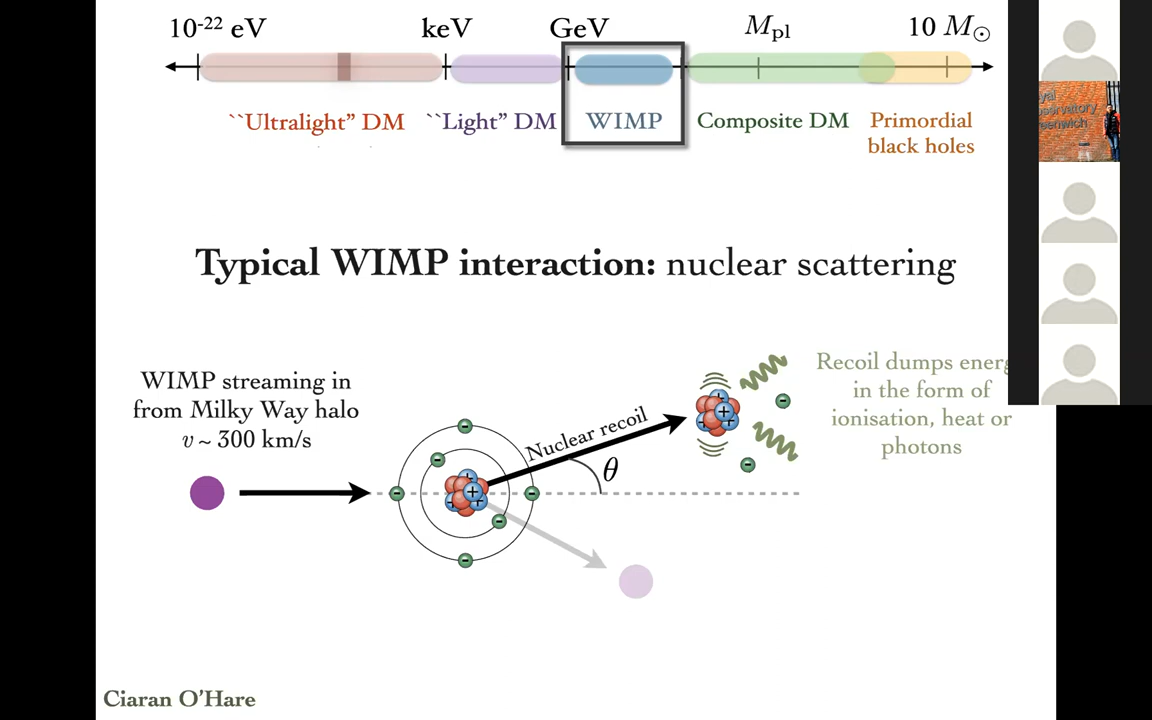 10⁻²² eV keV GeV Mpl 10 M⊙
``Ultralight” DM ``Light” DM WIMP Composite DM Primordial
black holes
Typical WIMP interaction: nuclear scattering
WIMP streaming in
from Milky Way halo
v ~ 300 km/s
Nuclear recoil
θ
Recoil dumps energ
in the form of
ionisation, heat or
photons
Ciaran O’Hare